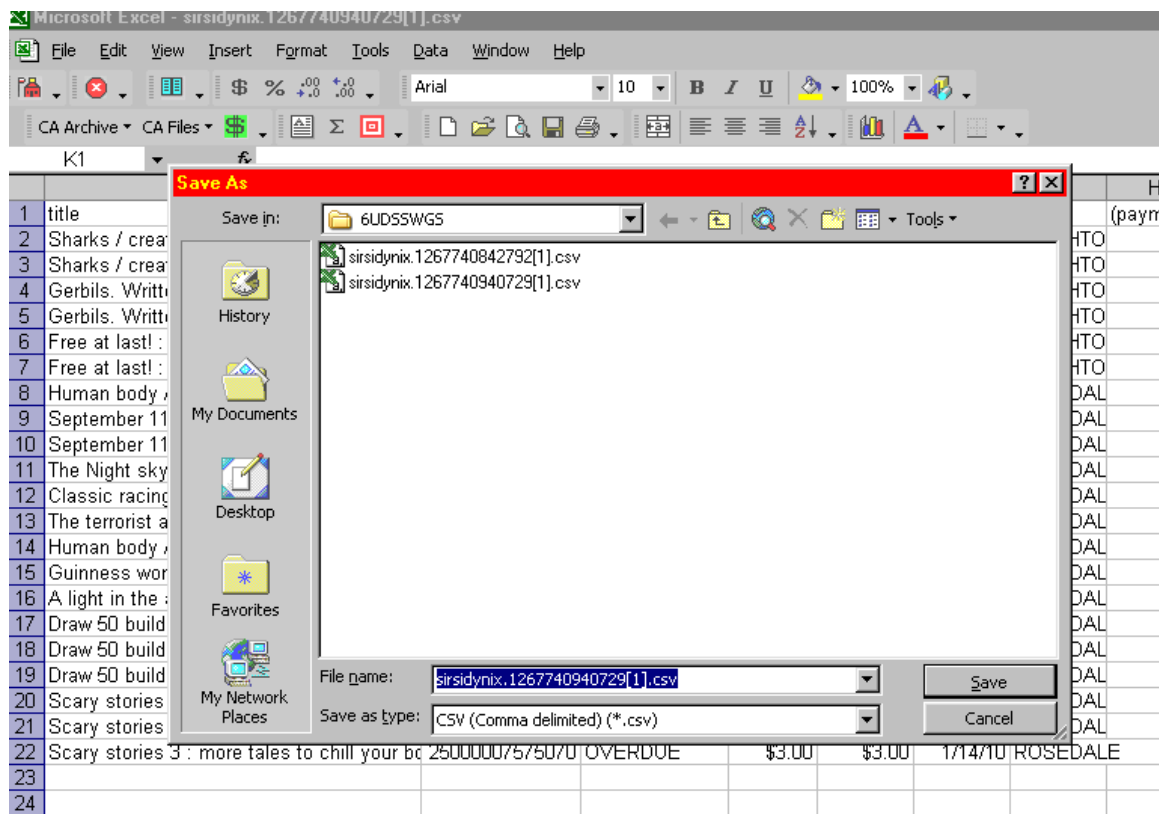 Microsoft Excel - sirsidynix.1267740940729[1].csv
File Edit View Insert Format Tools Data Window Help
$ % +.0 .00 +.0 .00 Arial 10 B I U 100%
CA Archive CA Files $ Σ A
K1 fx
Save As ? X
H
1 title (paym
Save in: 6UDSSWGS Tools
2 Sharks / crea HTO
3 Sharks / crea HTO
4 Gerbils. Writt HTO
5 Gerbils. Writt HTO
6 Free at last! : HTO
7 Free at last! : HTO
8 Human body DAL
9 September 11 DAL
10 September 11 DAL
11 The Night sky DAL
12 Classic racing DAL
13 The terrorist a DAL
14 Human body DAL
15 Guinness wor DAL
16 A light in the DAL
17 Draw 50 build DAL
18 Draw 50 build DAL
19 Draw 50 build DAL
20 Scary stories DAL
21 Scary stories DAL
sirsidynix.1267740842792[1].csv
sirsidynix.1267740940729[1].csv
History
My Documents
Desktop
Favorites
My Network
Places
File name: sirsidynix.1267740940729[1].csv Save
Save as type: CSV (Comma delimited) (*.csv) Cancel
22 Scary stories 3 : more tales to chill your bo 25000007575070 OVERDUE $3.00 $3.00 1/14/10 ROSEDALE
23
24